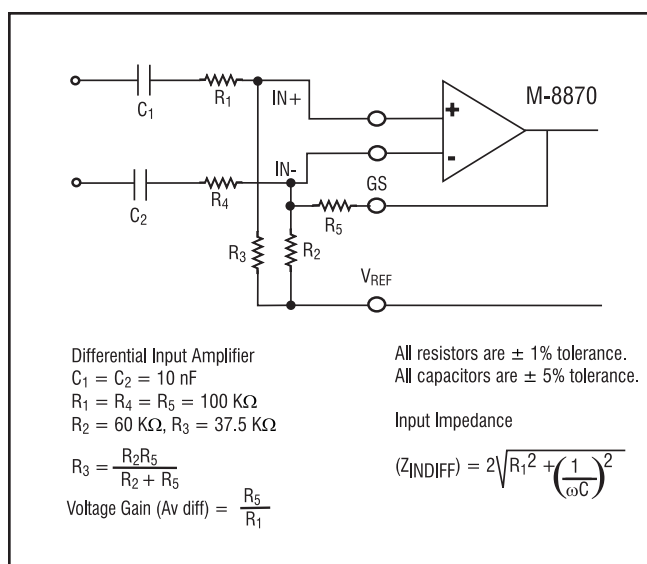 M-8870
C₁
R₁
IN+
+
C₂
R₄
IN-
-
GS
R₅
R₃
R₂
VREF
Differential Input Amplifier
C₁ = C₂ = 10 nF
R₁ = R₄ = R₅ = 100 KΩ
R₂ = 60 KΩ, R₃ = 37.5 KΩ
R₃ = R₂R₅ / R₂ + R₅
Voltage Gain (Av diff) = R₅ / R₁
All resistors are ± 1% tolerance.
All capacitors are ± 5% tolerance.
Input Impedance
(ZINDIFF) = 2√R₁² + (1 / ωC)²